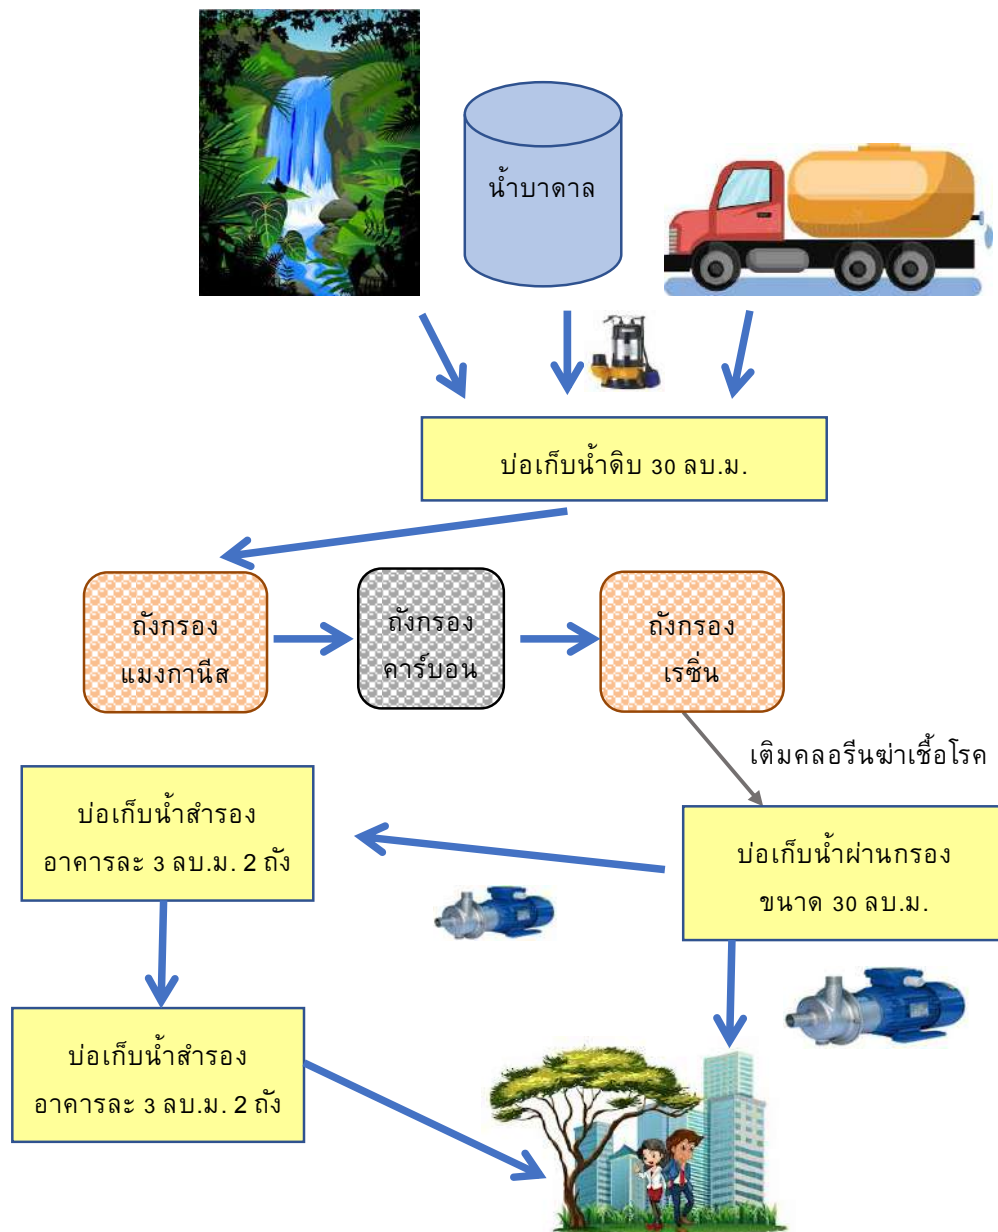 น้ำบาดาล
บ่อเก็บน้ำดิบ 30 ลบ.ม.
ถังกรอง
แมงกานีส
ถังกรอง
คาร์บอน
ถังกรอง
เรซิ่น
เติมคลอรีนฆ่าเชื้อโรค
บ่อเก็บน้ำสำรอง
อาคารละ 3 ลบ.ม. 2 ถัง
บ่อเก็บน้ำผ่านกรอง
ขนาด 30 ลบ.ม.
บ่อเก็บน้ำสำรอง
อาคารละ 3 ลบ.ม. 2 ถัง